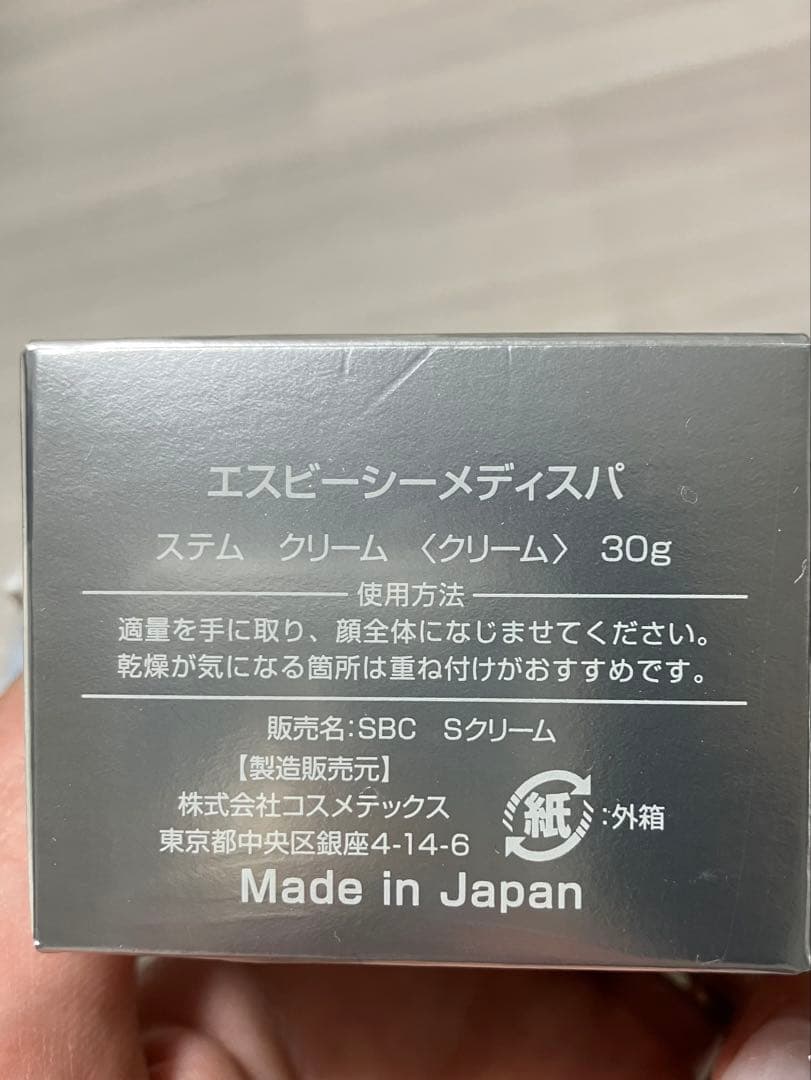 エスビーシーメディスパ
ステム　クリーム　〈クリーム〉　30g
使用方法
適量を手に取り、顔全体になじませてください。
乾燥が気になる箇所は重ね付けがおすすめです。
販売名:SBC　Sクリーム
【製造販売元】
株式会社コスメテックス
東京都中央区銀座4-14-6
紙:外箱
Made in Japan